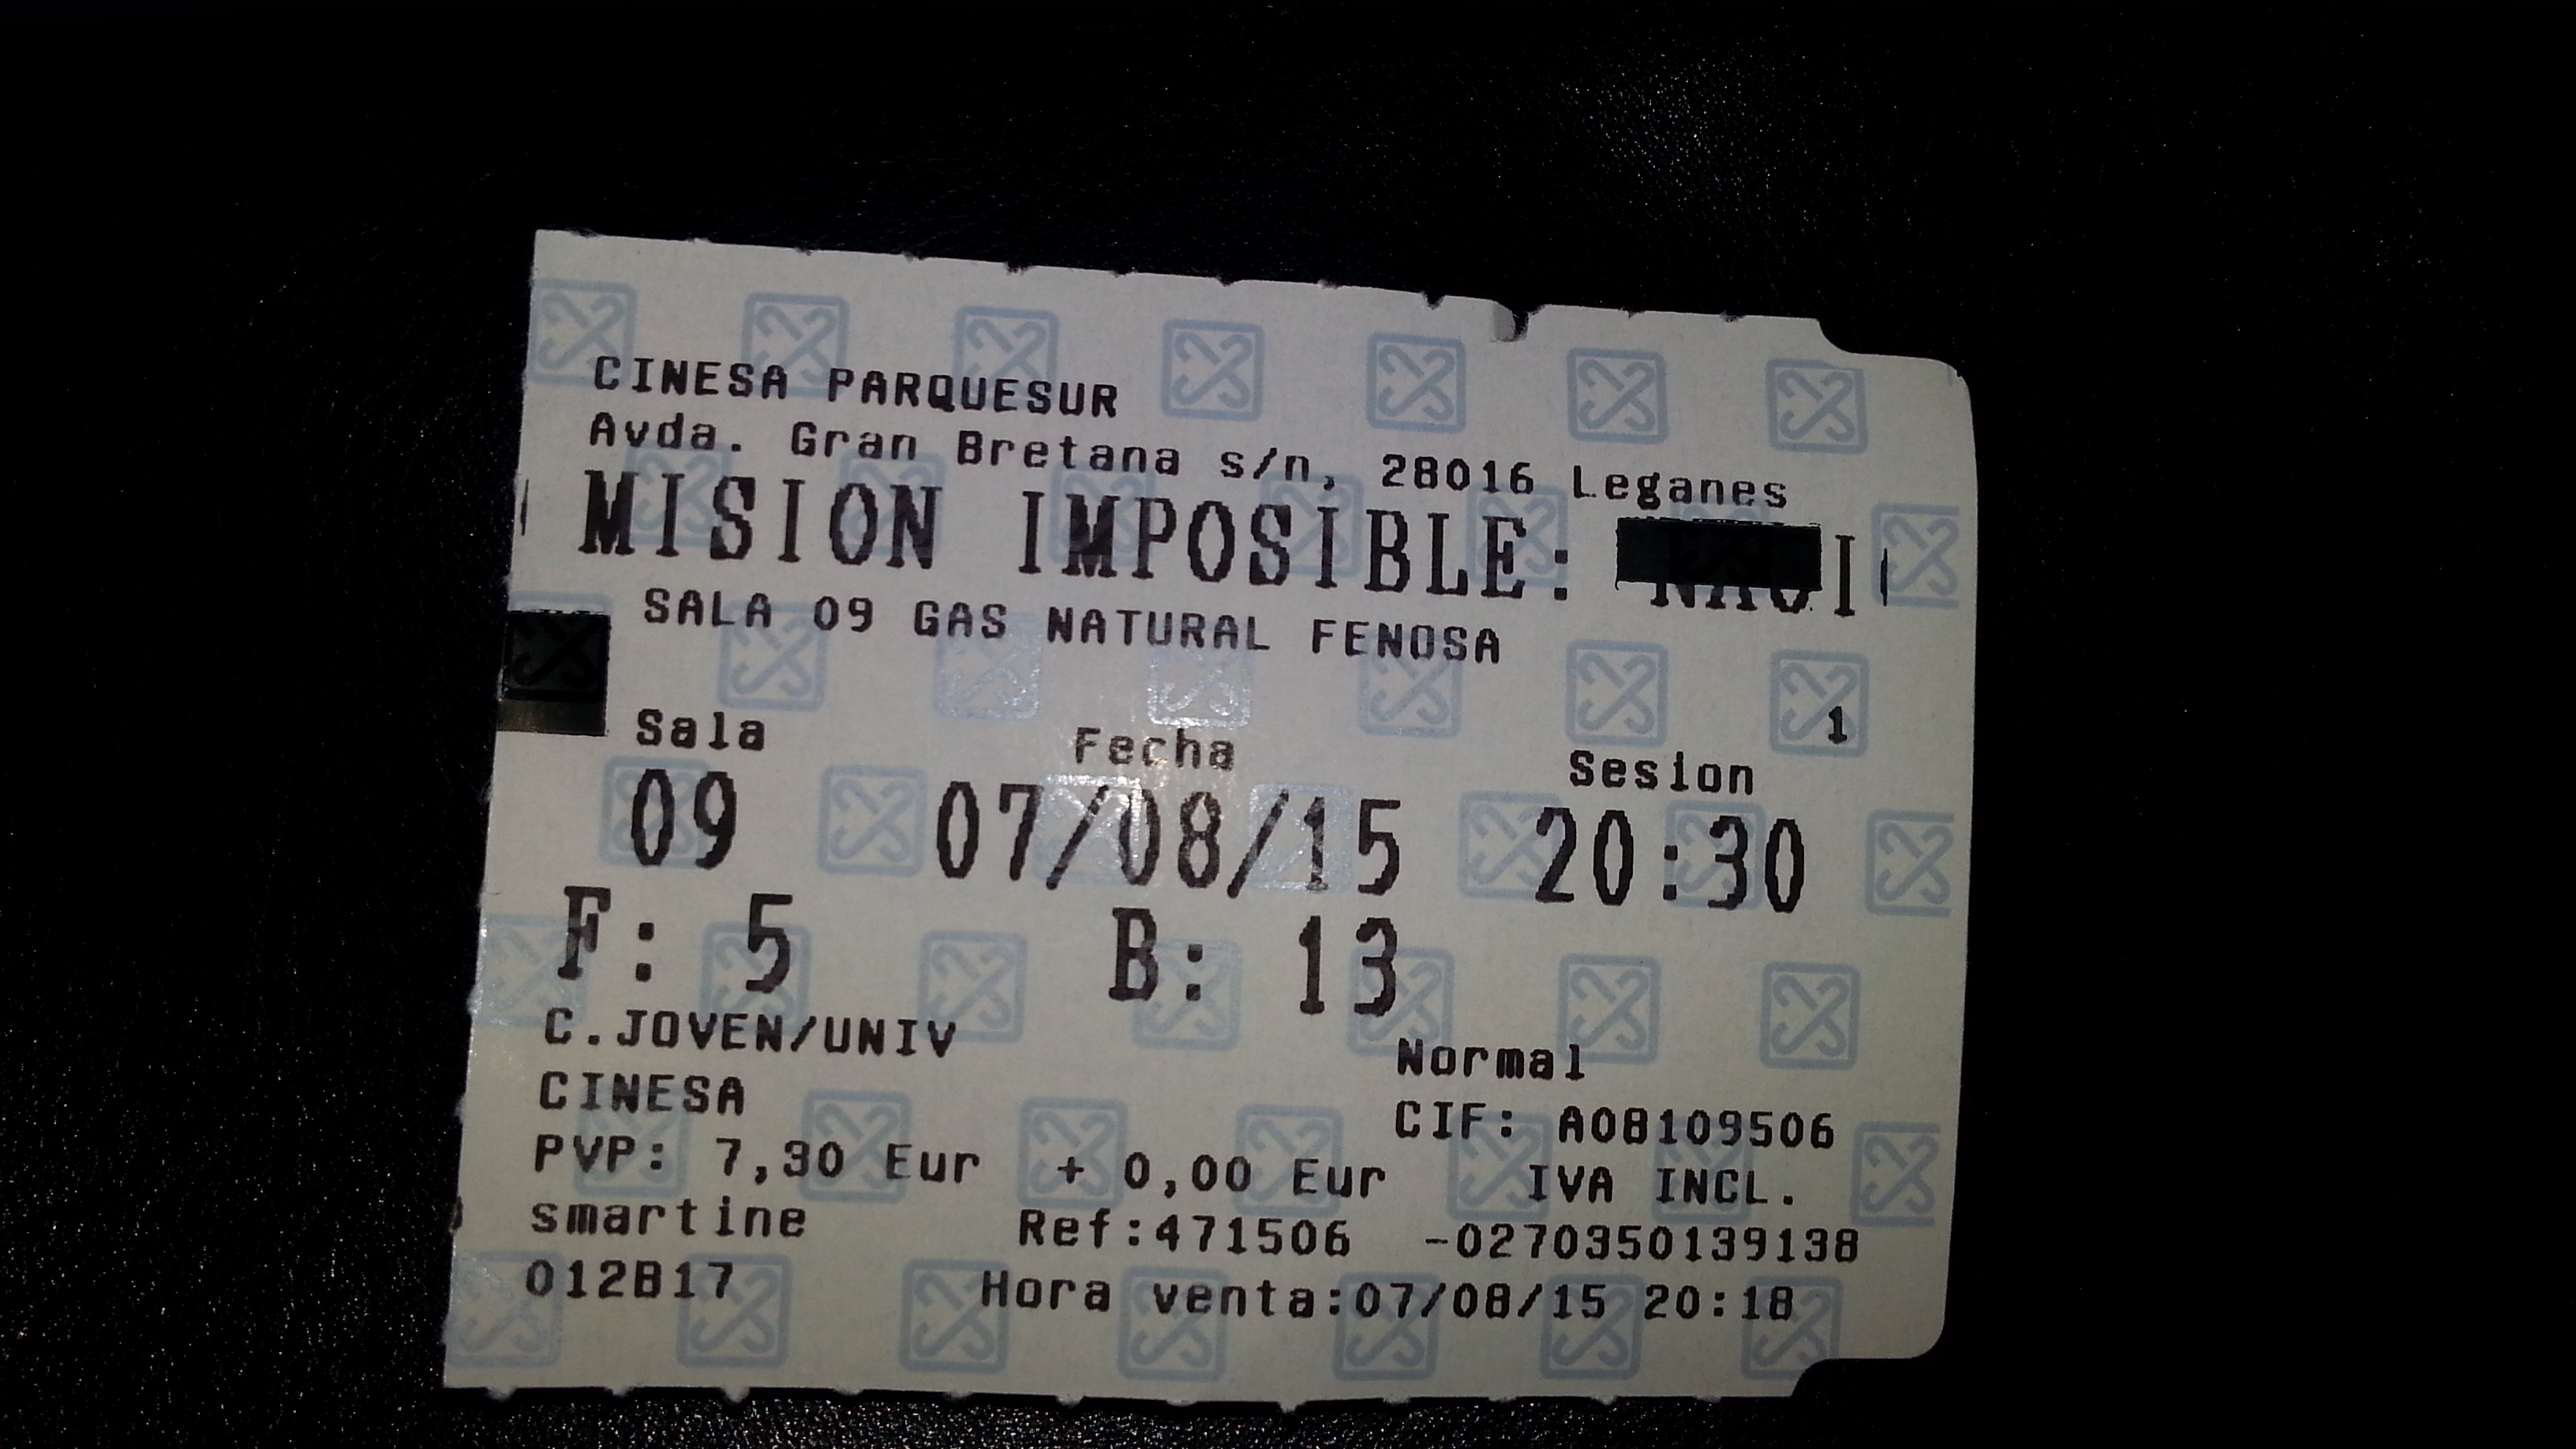 CINESA PARQUESUR
Avda. Gran Bretana s/n, 28016 Leganes
MISION IMPOSIBLE:
SALA 09 GAS NATURAL FENOSA
1
Sala Fecha Sesion
09 07/08/15 20:30
F: 5 B: 13
C.JOVEN/UNIV Normal
CINESA CIF: A08109506
PVP: 7,30 Eur + 0,00 Eur IVA INCL.
smartine Ref:471506 -0270350139138
012B17 Hora venta:07/08/15 20:18